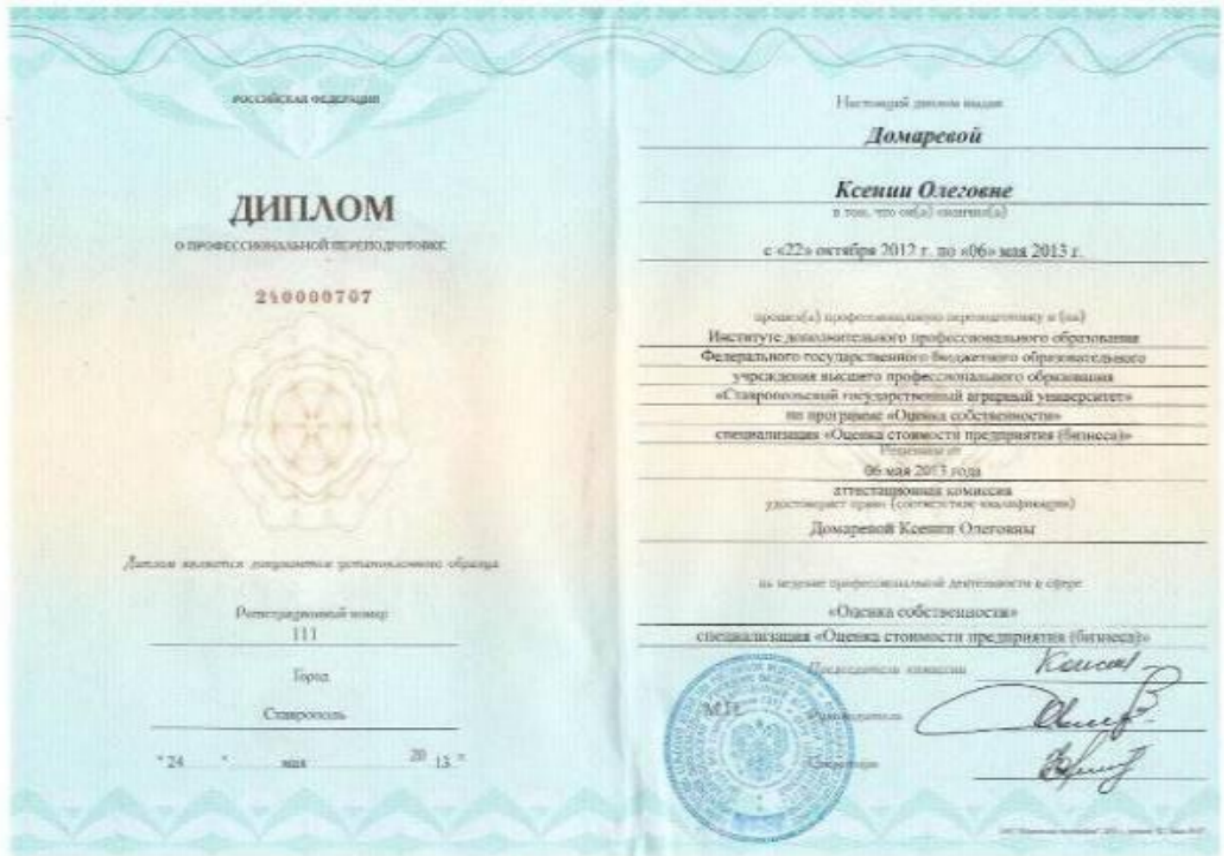 РОССИЙСКАЯ ФЕДЕРАЦИЯ
ДИПЛОМ
О ПРОФЕССИОНАЛЬНОЙ ПЕРЕПОДГОТОВКЕ
240000707
Диплом является документом установленного образца
Регистрационный номер
111
Город
Ставрополь
"24 " мая 20 13 "
Настоящий диплом выдан
Домаревой
Ксении Олеговне
в том, что он(а) окончил(а)
с «22» октября 2012 г. по «06» мая 2013 г.
прошел(а) профессиональную переподготовку в (на)
Институте дополнительного профессионального образования
Федерального государственного бюджетного образовательного
учреждения высшего профессионального образования
«Ставропольский государственный аграрный университет»
по программе «Оценка собственности»
специализация «Оценка стоимости предприятия (бизнеса)»
Решением от
06 мая 2013 года
аттестационная комиссия
удостоверяет право (соответствие квалификации)
Домаревой Ксении Олеговны
на ведение профессиональной деятельности в сфере
«Оценка собственности»
специализация «Оценка стоимости предприятия (бизнеса)»
Председатель комиссии
М.П.
Руководитель
Секретарь